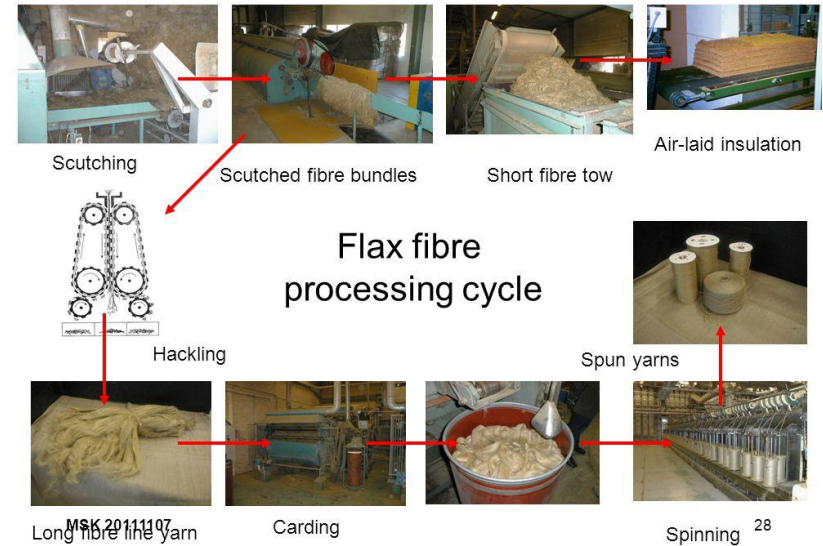 Scutching
Scutched fibre bundles
Short fibre tow
Air-laid insulation
Flax fibre
processing cycle
Hackling
Spun yarns
Long fibre line yarn
MSK 20111107
Carding
Spinning
28